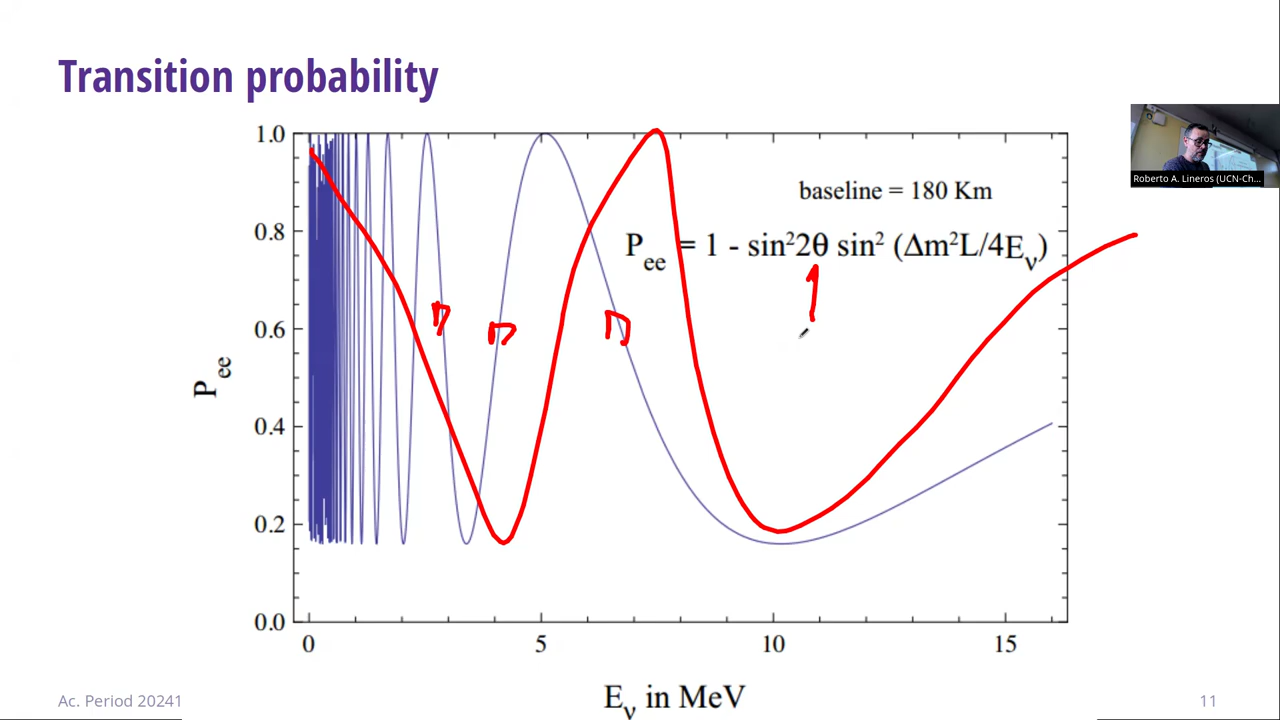 Transition probability
Roberto A. Lineros (UCN-Ch...
1.0
0.8
0.6
0.4
0.2
0.0
P_ee
baseline = 180 Km
P_ee = 1 - sin²2θ sin² (Δm²L/4E_ν)
0 5 10 15
E_ν in MeV
Ac. Period 20241
11